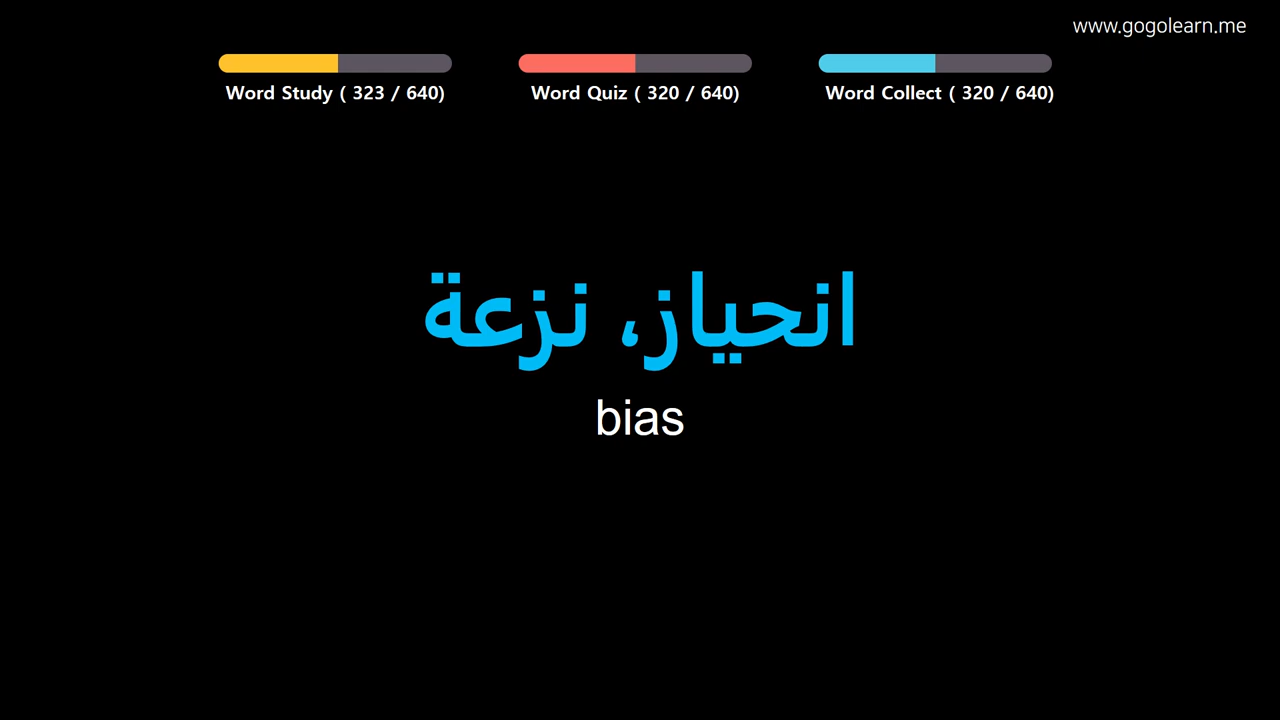 www.gogolearn.me
Word Study ( 323 / 640)
Word Quiz ( 320 / 640)
Word Collect ( 320 / 640)
انحياز، نزعة
bias